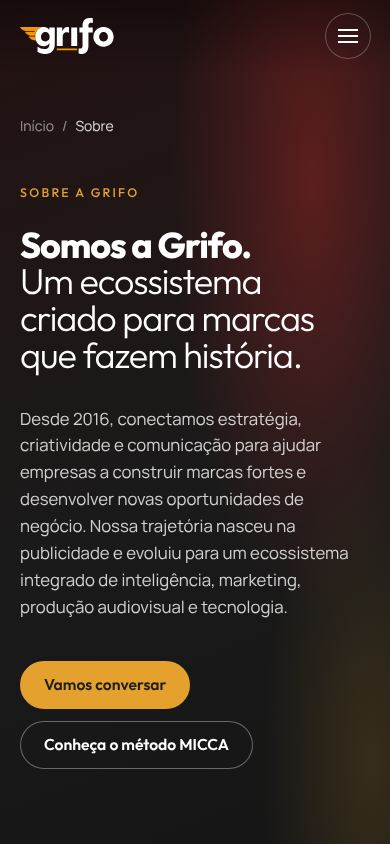 grifo
Início / Sobre
SOBRE A GRIFO
Somos a Grifo.
Um ecossistema
criado para marcas
que fazem história.
Desde 2016, conectamos estratégia,
criatividade e comunicação para ajudar
empresas a construir marcas fortes e
desenvolver novas oportunidades de
negócio. Nossa trajetória nasceu na
publicidade e evoluiu para um ecossistema
integrado de inteligência, marketing,
produção audiovisual e tecnologia.
Vamos conversar
Conheça o método MICCA